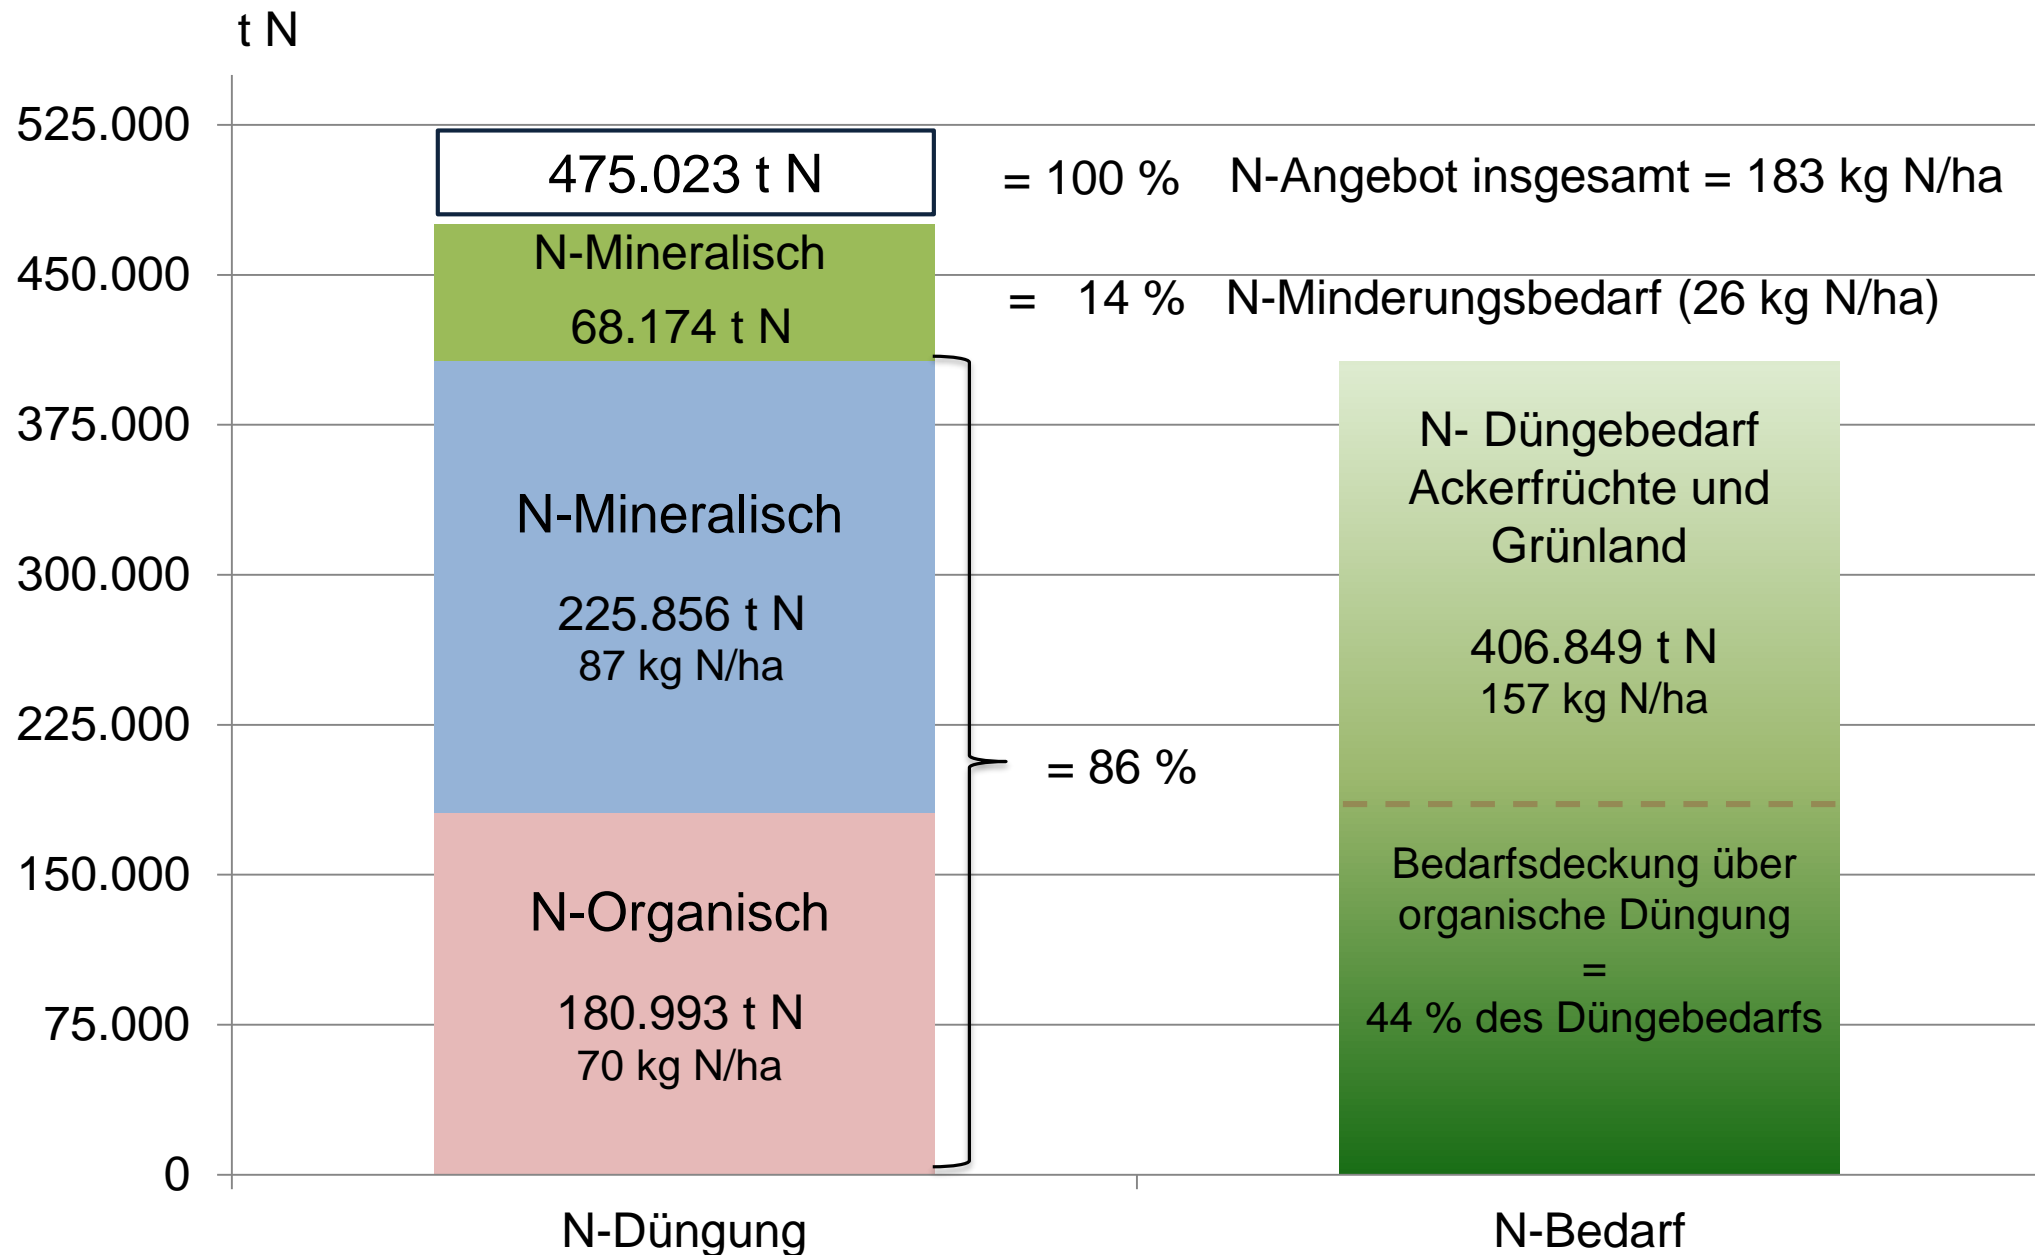 t N
525.000
450.000
375.000
300.000
225.000
150.000
75.000
0
475.023 t N
= 100 % N-Angebot insgesamt = 183 kg N/ha
N-Mineralisch
68.174 t N
= 14 % N-Minderungsbedarf (26 kg N/ha)
N-Mineralisch
225.856 t N
87 kg N/ha
= 86 %
N-Organisch
180.993 t N
70 kg N/ha
N- Düngebedarf
Ackerfrüchte und
Grünland
406.849 t N
157 kg N/ha
Bedarfsdeckung über
organische Düngung
=
44 % des Düngebedarfs
N-Düngung
N-Bedarf